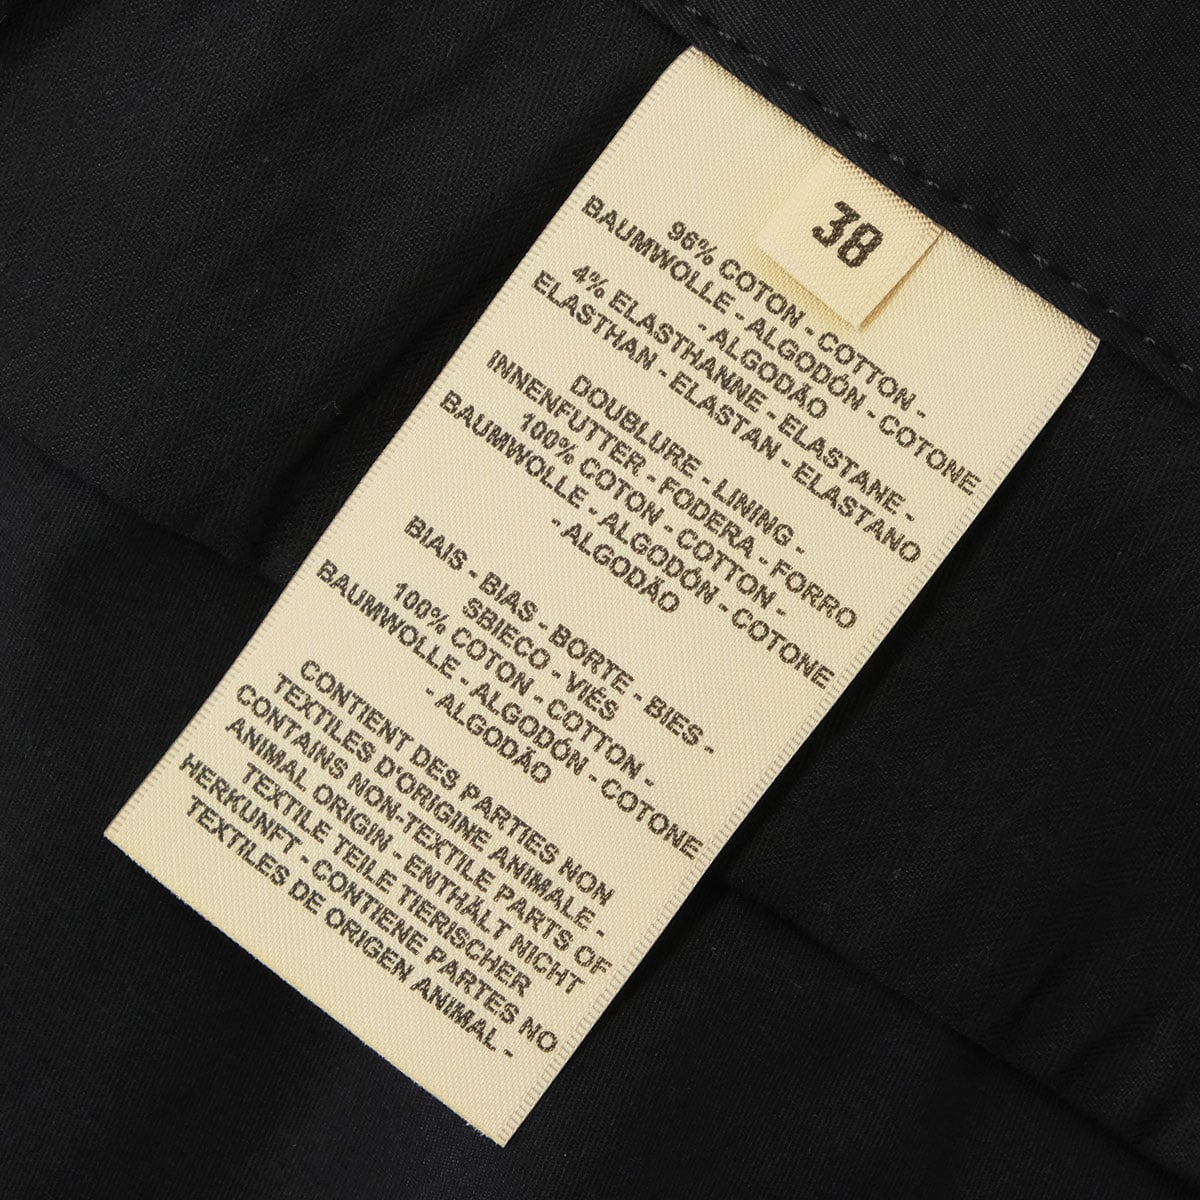 38
96% COTON - COTTON -
BAUMWOLLE - ALGODÓN - COTONE
- ALGODÃO
4% ELASTHANNE - ELASTANE -
ELASTHAN - ELASTAN - ELASTANO
DOUBLURE - LINING -
INNENFUTTER - FODERA - FORRO
100% COTON - COTTON -
BAUMWOLLE - ALGODÓN - COTONE
- ALGODÃO
BIAIS - BIAS - BORTE - BIES -
SBIECO - VIÉS
100% COTON - COTTON -
BAUMWOLLE - ALGODÓN - COTONE
- ALGODÃO
CONTIENT DES PARTIES NON
TEXTILES D'ORIGINE ANIMALE -
CONTAINS NON-TEXTILE PARTS OF
ANIMAL ORIGIN - ENTHÄLT NICHT
TEXTILE TEILE TIERISCHER
HERKUNFT - CONTIENE PARTES NO
TEXTILES DE ORIGEN ANIMAL -